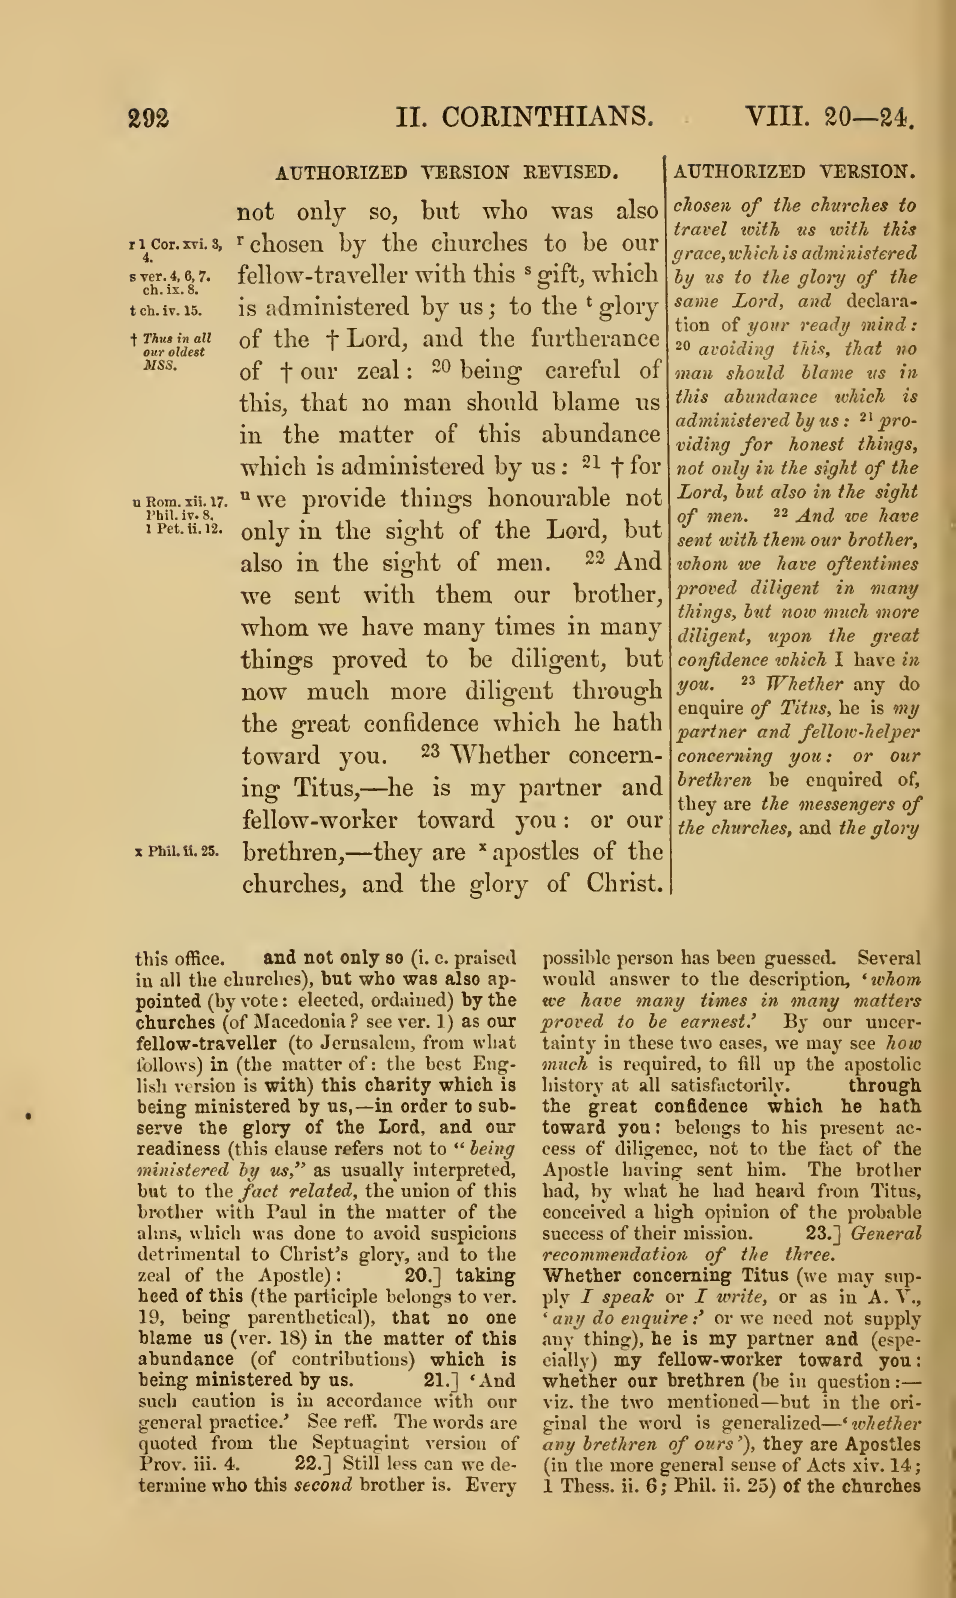 292
II. CORINTHIANS.
VIII. 20—24.
AUTHORIZED VERSION REVISED.
not only so, but who was also
r chosen by the churches to be our
fellow-traveller with this s gift, which
is administered by us; to the t glory
of the † Lord, and the furtherance
of † our zeal: 20 being careful of
this, that no man should blame us
in the matter of this abundance
which is administered by us: 21 † for
u we provide things honourable not
only in the sight of the Lord, but
also in the sight of men. 22 And
we sent with them our brother,
whom we have many times in many
things proved to be diligent, but
now much more diligent through
the great confidence which he hath
toward you. 23 Whether concern-
ing Titus,—he is my partner and
fellow-worker toward you: or our
brethren,—they are x apostles of the
churches, and the glory of Christ.
r 1 Cor. xvi. 3,
4.
s ver. 4, 6, 7.
ch. ix. 8.
t ch. iv. 15.
† Thus in all
our oldest
MSS.
u Rom. xii. 17.
Phil. iv. 8.
1 Pet. ii. 12.
x Phil. ii. 25.
AUTHORIZED VERSION.
chosen of the churches to
travel with us with this
grace, which is administered
by us to the glory of the
same Lord, and declara-
tion of your ready mind:
20 avoiding this, that no
man should blame us in
this abundance which is
administered by us: 21 pro-
viding for honest things,
not only in the sight of the
Lord, but also in the sight
of men. 22 And we have
sent with them our brother,
whom we have oftentimes
proved diligent in many
things, but now much more
diligent, upon the great
confidence which I have in
you. 23 Whether any do
enquire of Titus, he is my
partner and fellow-helper
concerning you: or our
brethren be enquired of,
they are the messengers of
the churches, and the glory
this office. and not only so (i. e. praised
in all the churches), but who was also ap-
pointed (by vote: elected, ordained) by the
churches (of Macedonia? see ver. 1) as our
fellow-traveller (to Jerusalem, from what
follows) in (the matter of: the best Eng-
lish version is with) this charity which is
being ministered by us,—in order to sub-
serve the glory of the Lord, and our
readiness (this clause refers not to "being
ministered by us," as usually interpreted,
but to the fact related, the union of this
brother with Paul in the matter of the
alms, which was done to avoid suspicions
detrimental to Christ's glory, and to the
zeal of the Apostle): 20.] taking
heed of this (the participle belongs to ver.
19, being parenthetical), that no one
blame us (ver. 18) in the matter of this
abundance (of contributions) which is
being ministered by us. 21.] 'And
such caution is in accordance with our
general practice.' See reff. The words are
quoted from the Septuagint version of
Prov. iii. 4. 22.] Still less can we de-
termine who this second brother is. Every
possible person has been guessed. Several
would answer to the description, 'whom
we have many times in many matters
proved to be earnest.' By our uncer-
tainty in these two cases, we may see how
much is required, to fill up the apostolic
history at all satisfactorily. through
the great confidence which he hath
toward you: belongs to his present ac-
cess of diligence, not to the fact of the
Apostle having sent him. The brother
had, by what he had heard from Titus,
conceived a high opinion of the probable
success of their mission. 23.] General
recommendation of the three.
Whether concerning Titus (we may sup-
ply I speak or I write, or as in A. V.,
'any do enquire:' or we need not supply
any thing), he is my partner and (espe-
cially) my fellow-worker toward you:
whether our brethren (be in question:—
viz. the two mentioned—but in the ori-
ginal the word is generalized—'whether
any brethren of ours'), they are Apostles
(in the more general sense of Acts xiv. 14;
1 Thess. ii. 6; Phil. ii. 25) of the churches